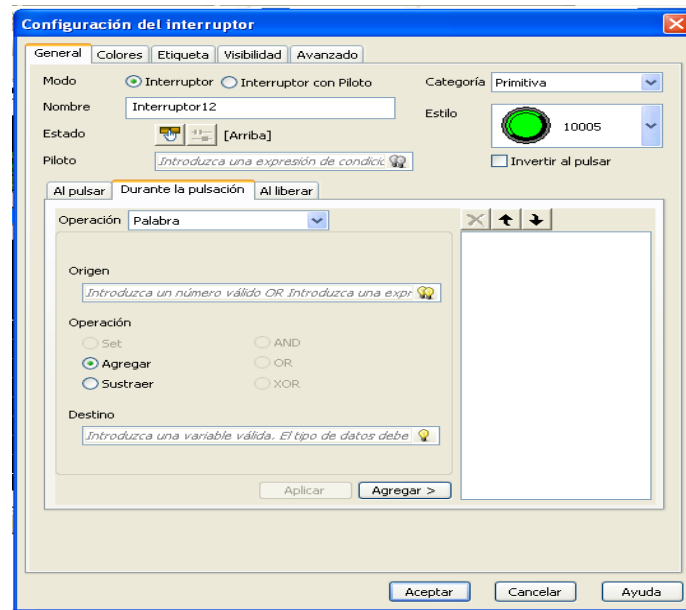 Configuración del interruptor
General Colores Etiqueta Visibilidad Avanzado
Modo Interruptor Interruptor con Piloto Categoría Primitiva
Nombre Interruptor12 Estilo 10005
Estado [Arriba]
Piloto Introduzca una expresión de condicic Invertir al pulsar
Al pulsar Durante la pulsación Al liberar
Operación Palabra
Origen
Introduzca un número válido OR Introduzca una expr
Operación
Set AND
Agregar OR
Sustraer XOR
Destino
Introduzca una variable válida. El tipo de datos debe
Aplicar Agregar >
Aceptar Cancelar Ayuda